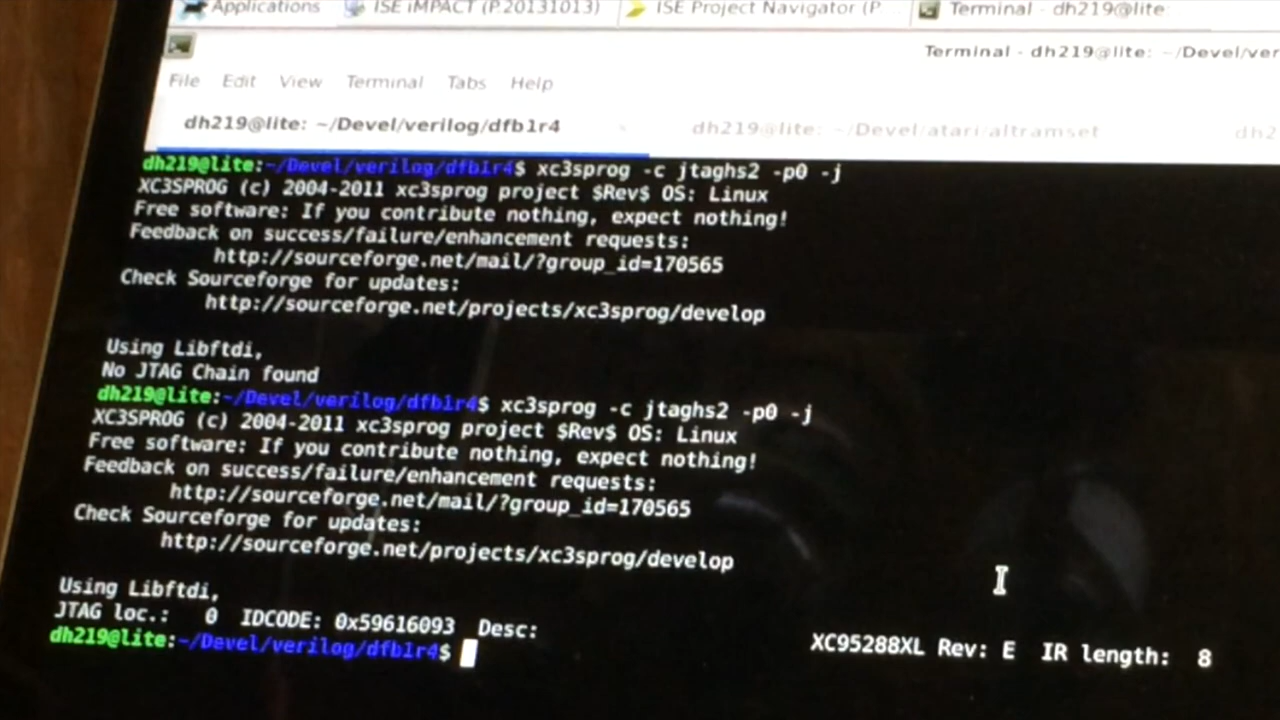 Applications ISE iMPACT (P.20131013) ISE Project Navigator (P. Terminal - dh219@lite:
Terminal - dh219@lite: ~/Devel/ver
File Edit View Terminal Tabs Help
dh219@lite: ~/Devel/verilog/dfb1r4 dh219@lite: ~/Devel/atari/altramset dh2
dh219@lite:~/Devel/verilog/dfb1r4$ xc3sprog -c jtaghs2 -p0 -j
XC3SPROG (c) 2004-2011 xc3sprog project $Rev$ OS: Linux
Free software: If you contribute nothing, expect nothing!
Feedback on success/failure/enhancement requests:
http://sourceforge.net/mail/?group_id=170565
Check Sourceforge for updates:
http://sourceforge.net/projects/xc3sprog/develop
Using Libftdi,
No JTAG Chain found
dh219@lite:~/Devel/verilog/dfb1r4$ xc3sprog -c jtaghs2 -p0 -j
XC3SPROG (c) 2004-2011 xc3sprog project $Rev$ OS: Linux
Free software: If you contribute nothing, expect nothing!
Feedback on success/failure/enhancement requests:
http://sourceforge.net/mail/?group_id=170565
Check Sourceforge for updates:
http://sourceforge.net/projects/xc3sprog/develop
Using Libftdi,
JTAG loc.: 0 IDCODE: 0x59616093 Desc: XC95288XL Rev: E IR length: 8
dh219@lite:~/Devel/verilog/dfb1r4$